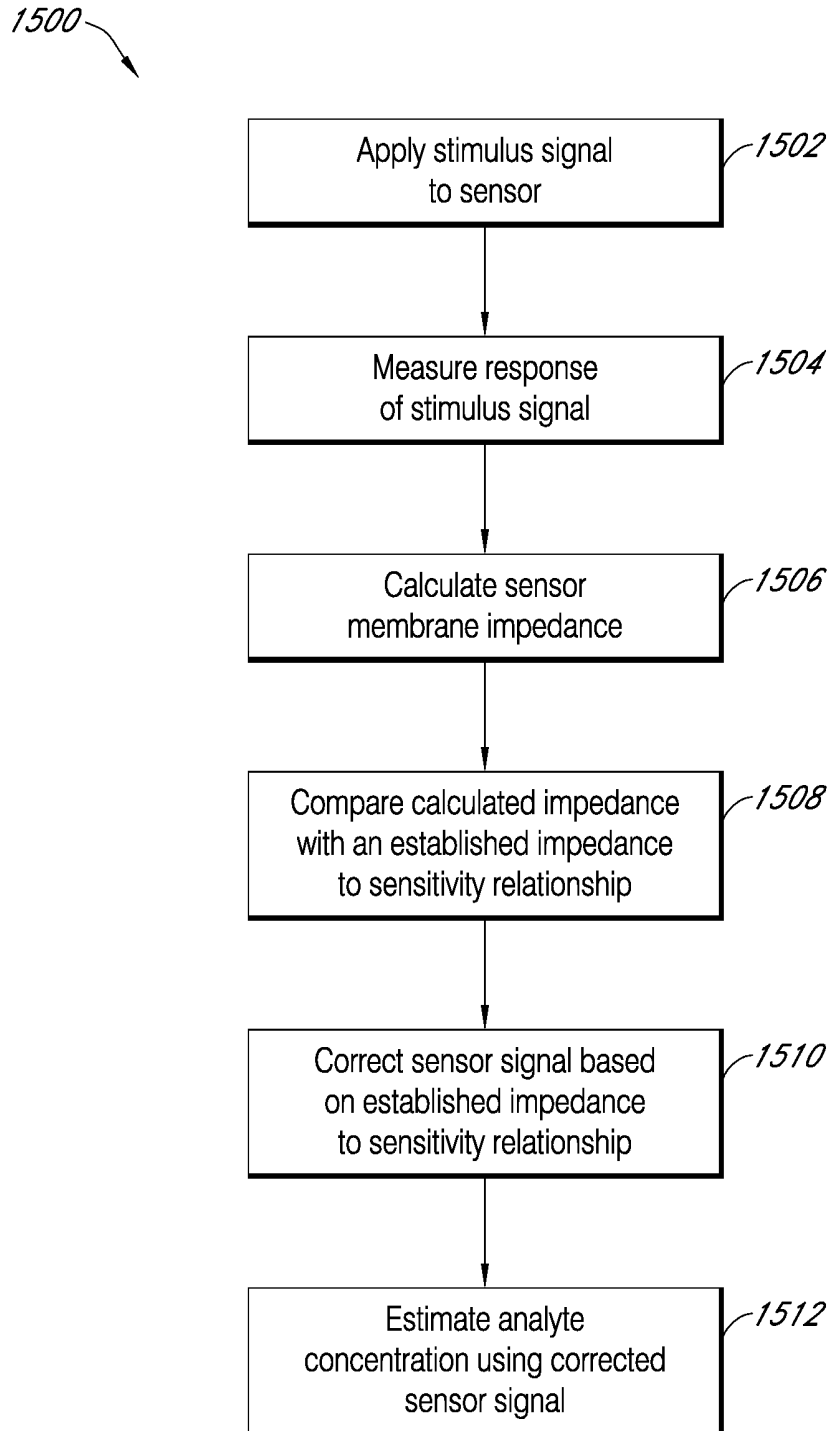 1500
Apply stimulus signal
to sensor
1502
Measure response
of stimulus signal
1504
Calculate sensor
membrane impedance
1506
Compare calculated impedance
with an established impedance
to sensitivity relationship
1508
Correct sensor signal based
on established impedance
to sensitivity relationship
1510
Estimate analyte
concentration using corrected
sensor signal
1512